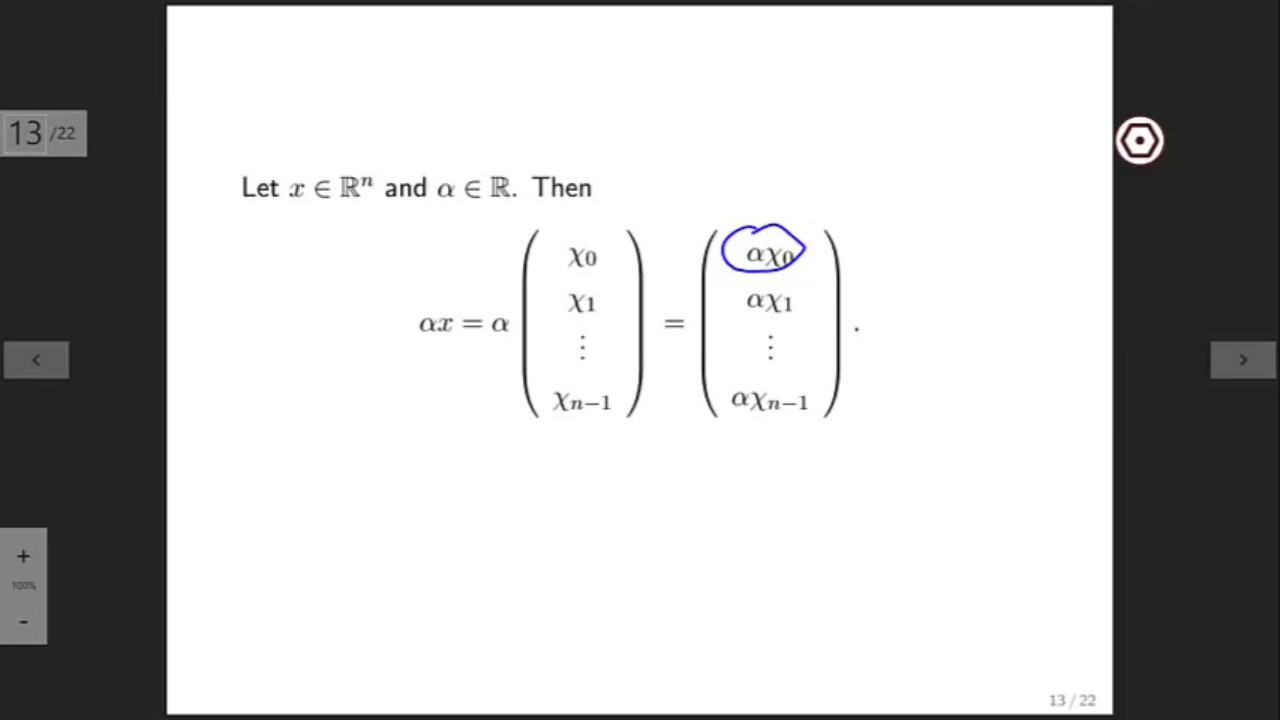 13 /22
Let x ∈ ℝⁿ and α ∈ ℝ. Then
αx = α ( χ₀ χ₁ ⋮ χₙ₋₁ ) = ( αχ₀ αχ₁ ⋮ αχₙ₋₁ ) .
<
>
+
100%
-
13 / 22